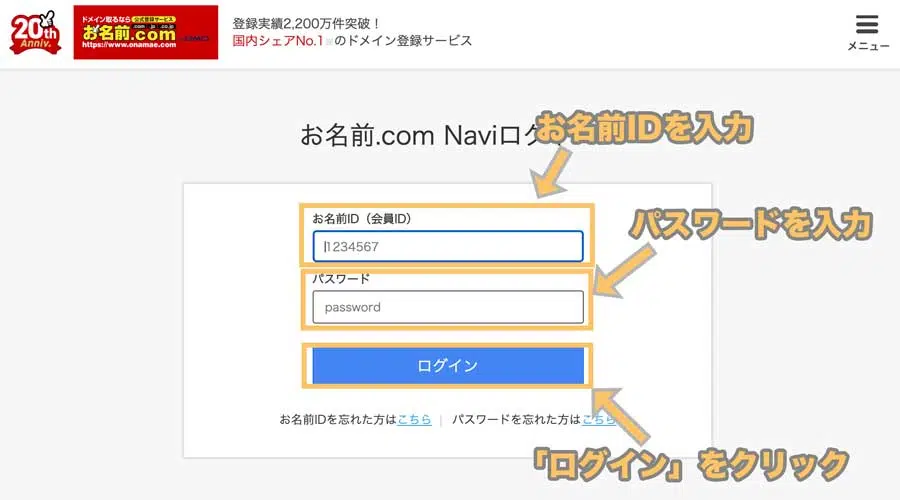 20th
Anniv.
ドメイン取るなら 公式登録サービス
.com .jp .co.jp
お名前.com
https://www.onamae.com
GMO
登録実績2,200万件突破！
国内シェアNo.1 のドメイン登録サービス
メニュー
お名前.com Naviログ
お名前IDを入力
お名前ID（会員ID）
1234567
パスワードを入力
パスワード
password
ログイン
お名前IDを忘れた方はこちら | パスワードを忘れた方はこちら
「ログイン」をクリック